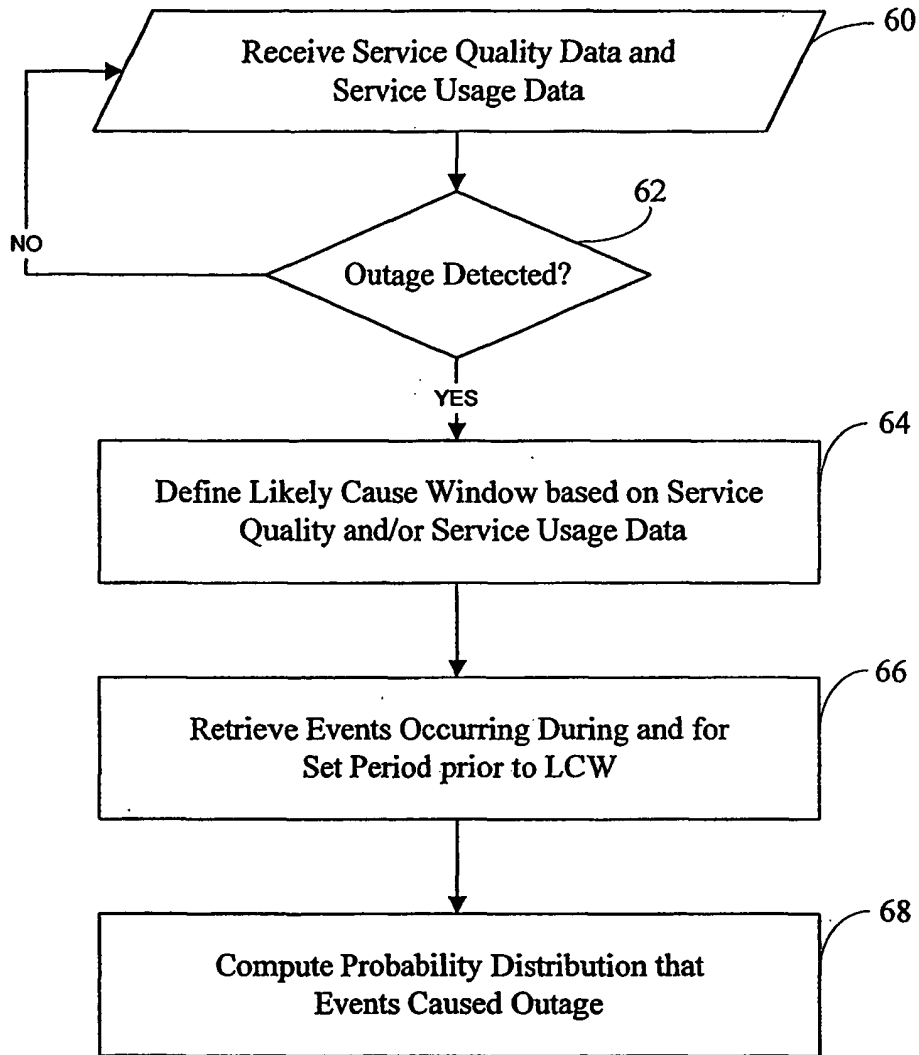 Receive Service Quality Data and
Service Usage Data
60
62
Outage Detected?
NO
YES
64
Define Likely Cause Window based on Service
Quality and/or Service Usage Data
66
Retrieve Events Occurring During and for
Set Period prior to LCW
68
Compute Probability Distribution that
Events Caused Outage